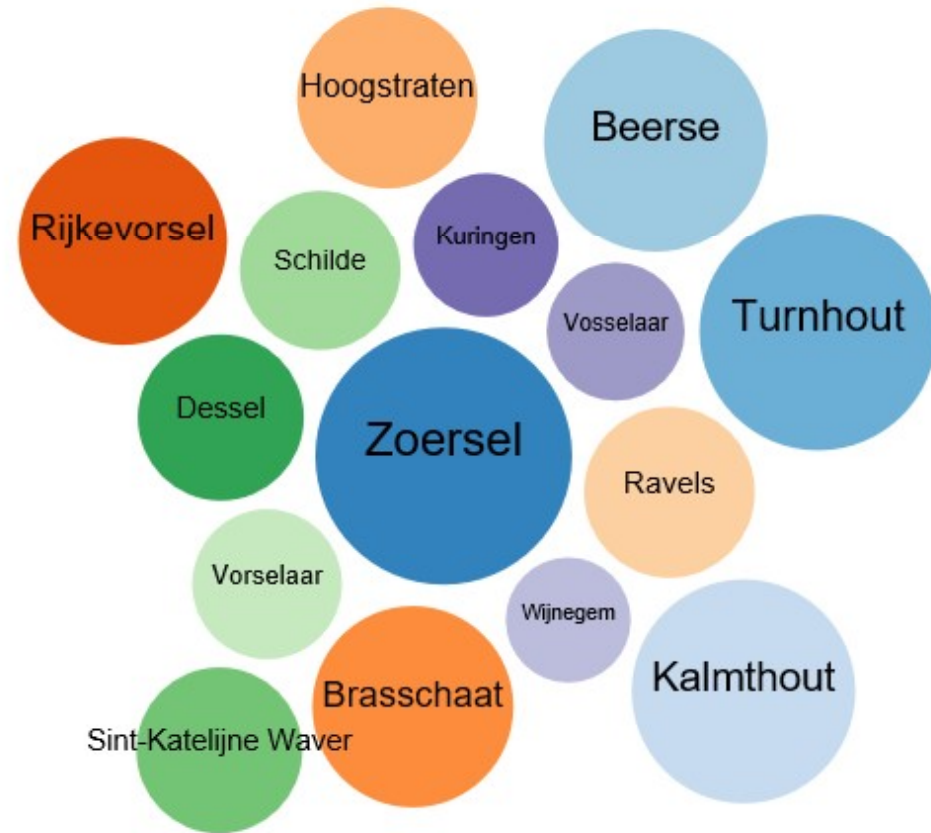 Hoogstraten
Beerse
Rijkevorsel
Schilde
Kuringen
Vosselaar
Turnhout
Dessel
Zoersel
Ravels
Vorselaar
Wijnegem
Brasschaat
Kalmthout
Sint-Katelijne Waver